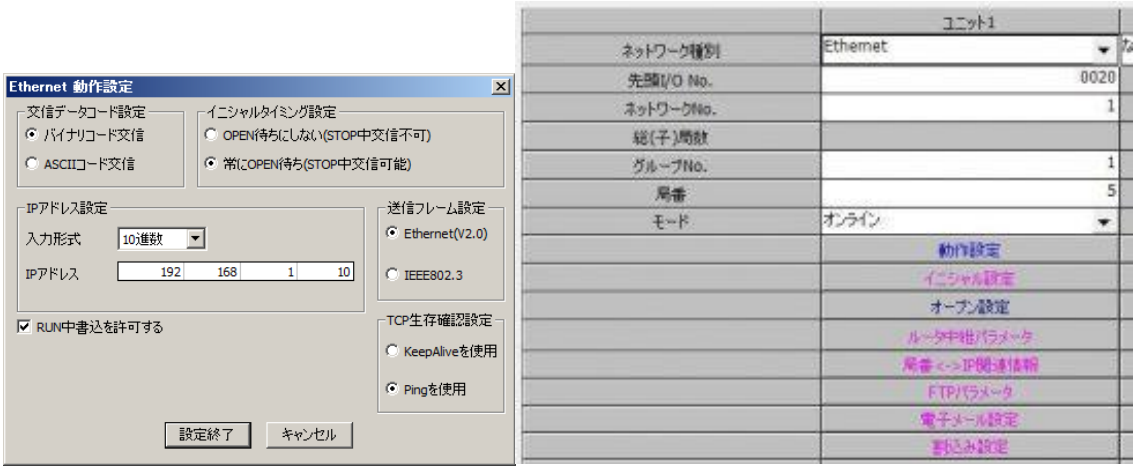 Ethernet 動作設定
交信データコード設定
バイナリコード交信
ASCIIコード交信
イニシャルタイミング設定
OPEN待ちにしない(STOP中交信不可)
常にOPEN待ち(STOP中交信可能)
IPアドレス設定
入力形式 10進数
IPアドレス 192 168 1 10
送信フレーム設定
Ethernet(V2.0)
IEEE802.3
RUN中書込を許可する
TCP生存確認設定
KeepAliveを使用
Pingを使用
設定終了 キャンセル
ユニット1
ネットワーク種別 Ethernet な
先頭I/O No. 0020
ネットワークNo. 1
総(子)局数
グループNo. 1
局番 5
モード オンライン
動作設定
イニシャル設定
オープン設定
ルータ中継パラメータ
局番<->IP関連情報
FTPパラメータ
電子メール設定
割込み設定